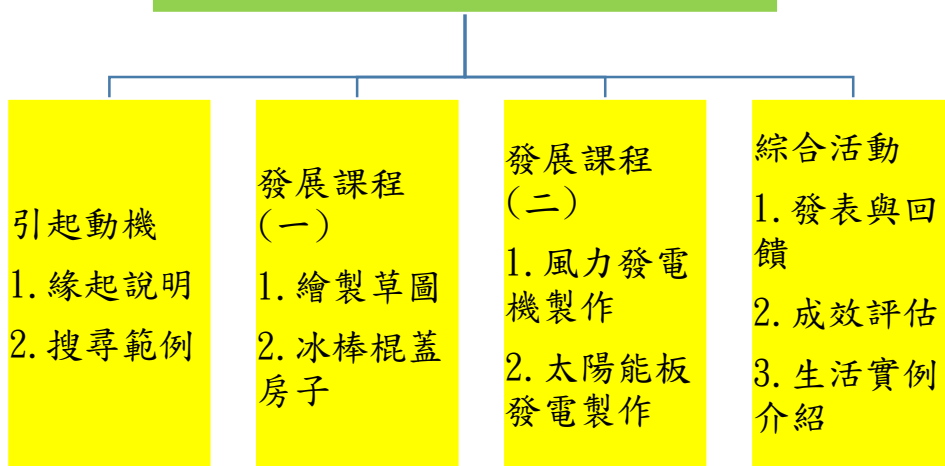 引起動機
1.緣起說明
2.搜尋範例
發展課程
(一)
1.繪製草圖
2.冰棒棍蓋
房子
發展課程
(二)
1.風力發電
機製作
2.太陽能板
發電製作
綜合活動
1.發表與回
饋
2.成效評估
3.生活實例
介紹